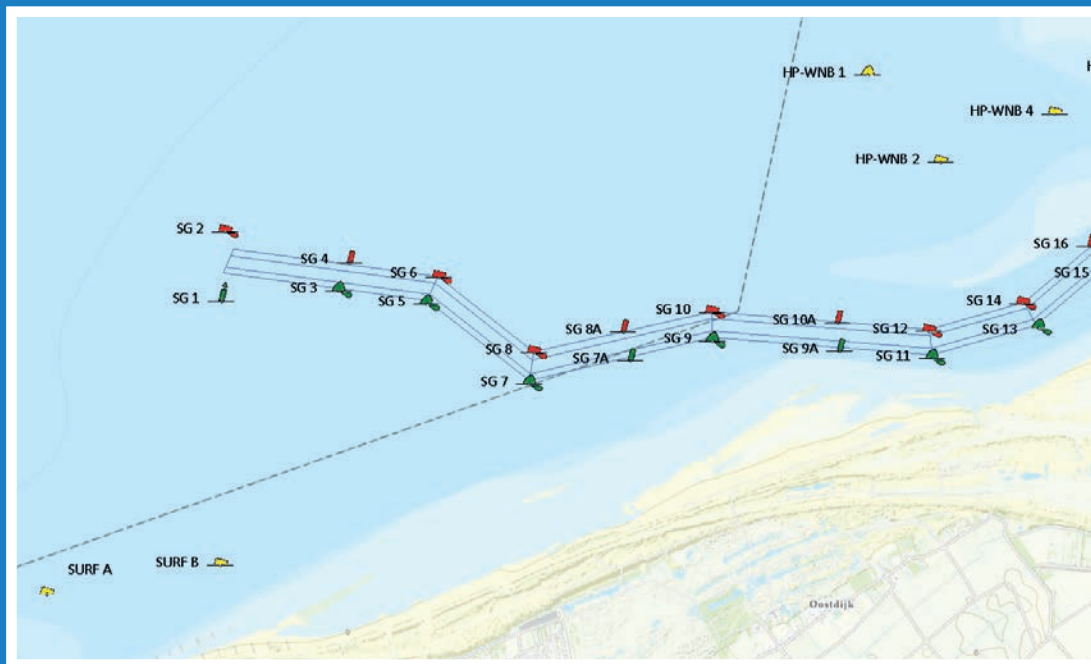 HP-WNB 1
H
HP-WNB 4
HP-WNB 2
SG 2
SG 16
SG 4
SG 6
SG 15
SG 3
SG 1
SG 5
SG 14
SG 10
SG 10A
SG 8A
SG 12
SG 13
SG 9
SG 9A
SG 11
SG 8
SG 7A
SG 7
SURF B
SURF A
Oostdijk